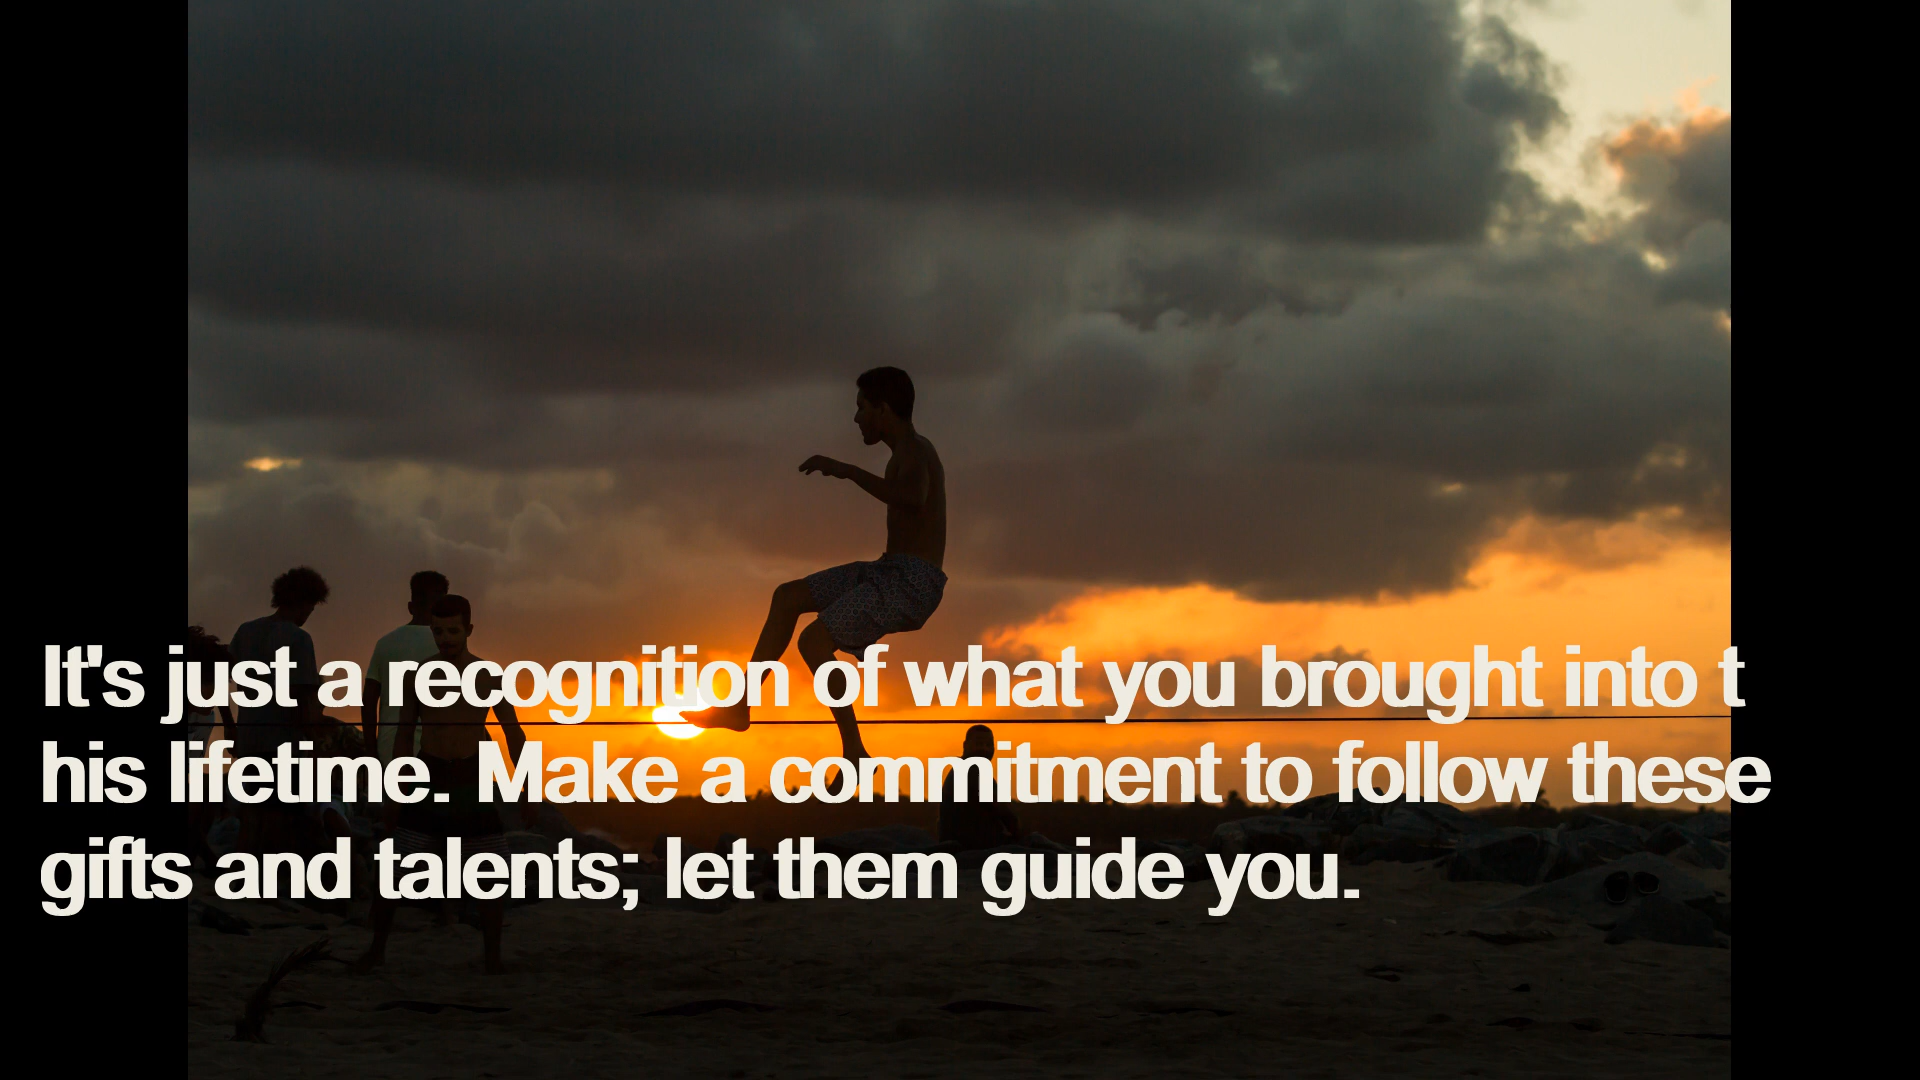 It's just a recognition of what you brought into t
his lifetime. Make a commitment to follow these
gifts and talents; let them guide you.